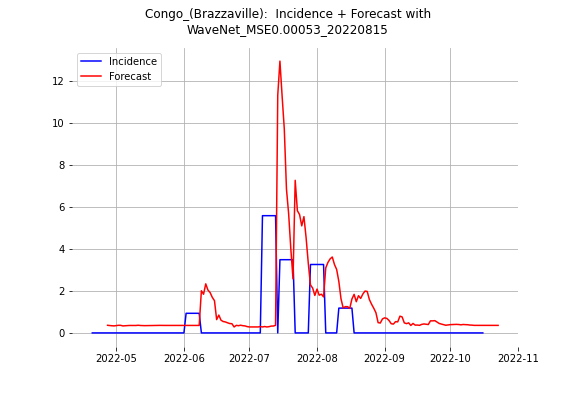 Congo_(Brazzaville):  Incidence + Forecast with
WaveNet_MSE0.00053_20220815
Incidence
Forecast
12
10
8
6
4
2
0
2022-05 2022-06 2022-07 2022-08 2022-09 2022-10 2022-11